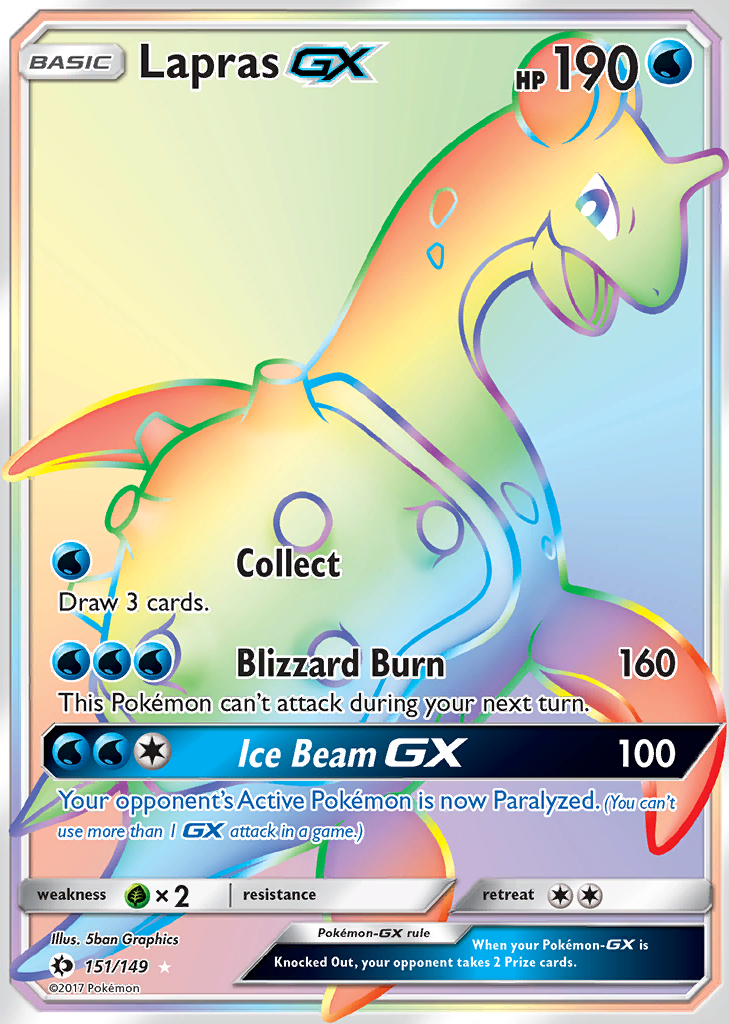 BASIC Lapras GX HP 190
Collect
Draw 3 cards.
Blizzard Burn 160
This Pokémon can't attack during your next turn.
Ice Beam GX 100
Your opponent's Active Pokémon is now Paralyzed. (You can't
use more than 1 GX attack in a game.)
weakness ×2 resistance retreat
Illus. 5ban Graphics
151/149
©2017 Pokémon
Pokémon-GX rule
When your Pokémon-GX is
Knocked Out, your opponent takes 2 Prize cards.